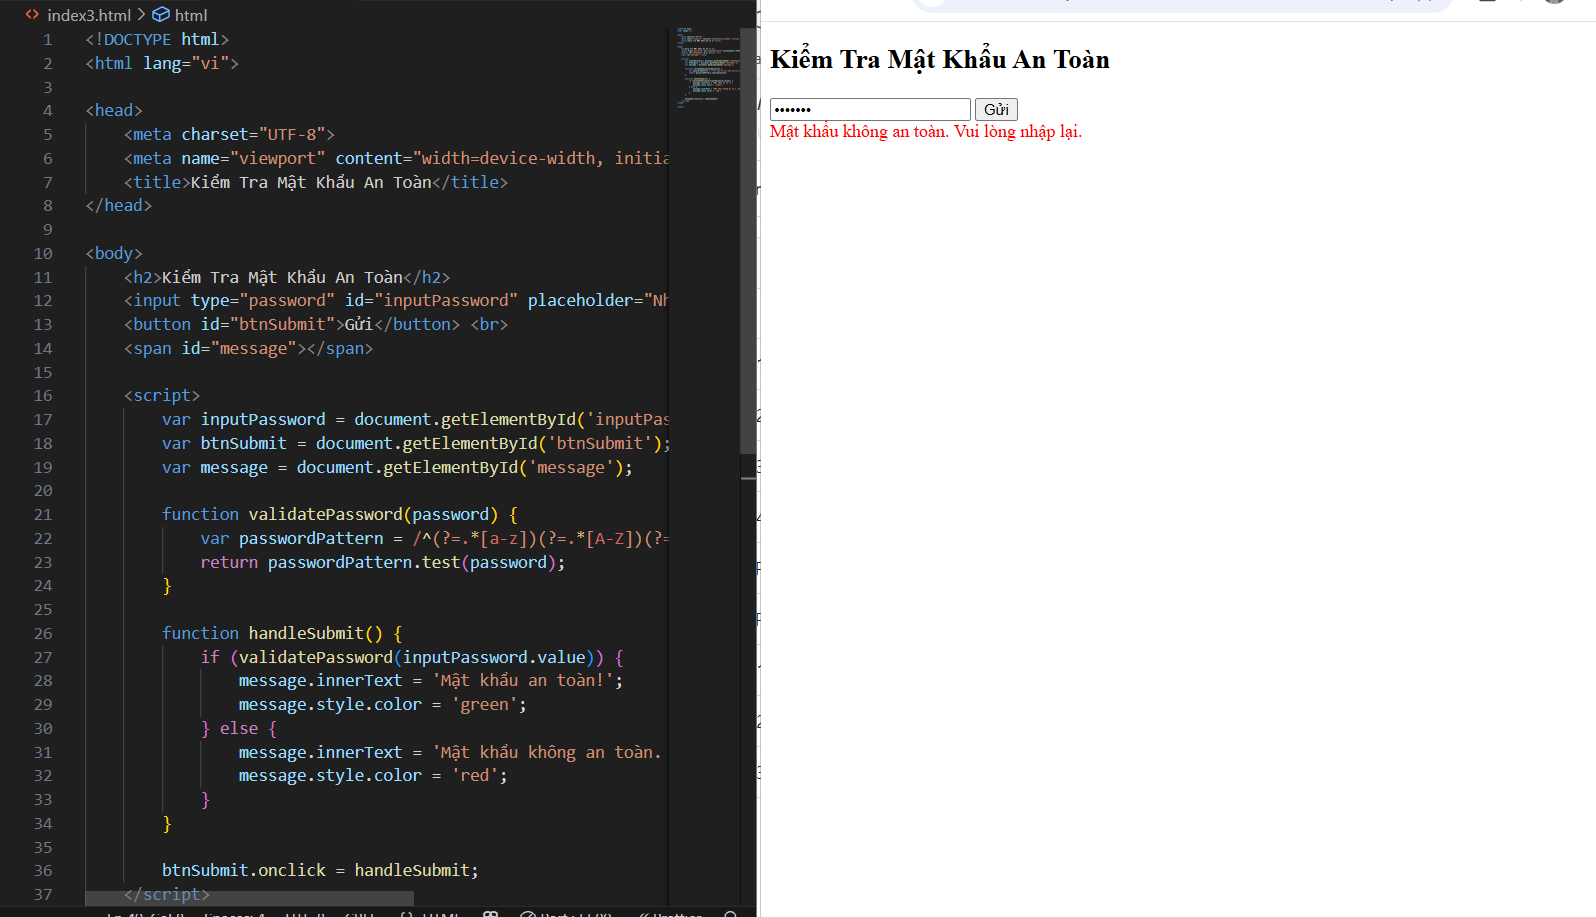 index3.html > html
1 <!DOCTYPE html>
2 <html lang="vi">
3
4 <head>
5 <meta charset="UTF-8">
6 <meta name="viewport" content="width=device-width, initia
7 <title>Kiểm Tra Mật Khẩu An Toàn</title>
8 </head>
9
10 <body>
11 <h2>Kiểm Tra Mật Khẩu An Toàn</h2>
12 <input type="password" id="inputPassword" placeholder="Nh
13 <button id="btnSubmit">Gửi</button> <br>
14 <span id="message"></span>
15
16 <script>
17 var inputPassword = document.getElementById('inputPas
18 var btnSubmit = document.getElementById('btnSubmit');
19 var message = document.getElementById('message');
20
21 function validatePassword(password) {
22 var passwordPattern = /^(?=.*[a-z])(?=.*[A-Z])(?=
23 return passwordPattern.test(password);
24 }
25
26 function handleSubmit() {
27 if (validatePassword(inputPassword.value)) {
28 message.innerText = 'Mật khẩu an toàn!';
29 message.style.color = 'green';
30 } else {
31 message.innerText = 'Mật khẩu không an toàn.
32 message.style.color = 'red';
33 }
34 }
35
36 btnSubmit.onclick = handleSubmit;
37 </script>
Kiểm Tra Mật Khẩu An Toàn
••••••• Gửi
Mật khẩu không an toàn. Vui lòng nhập lại.